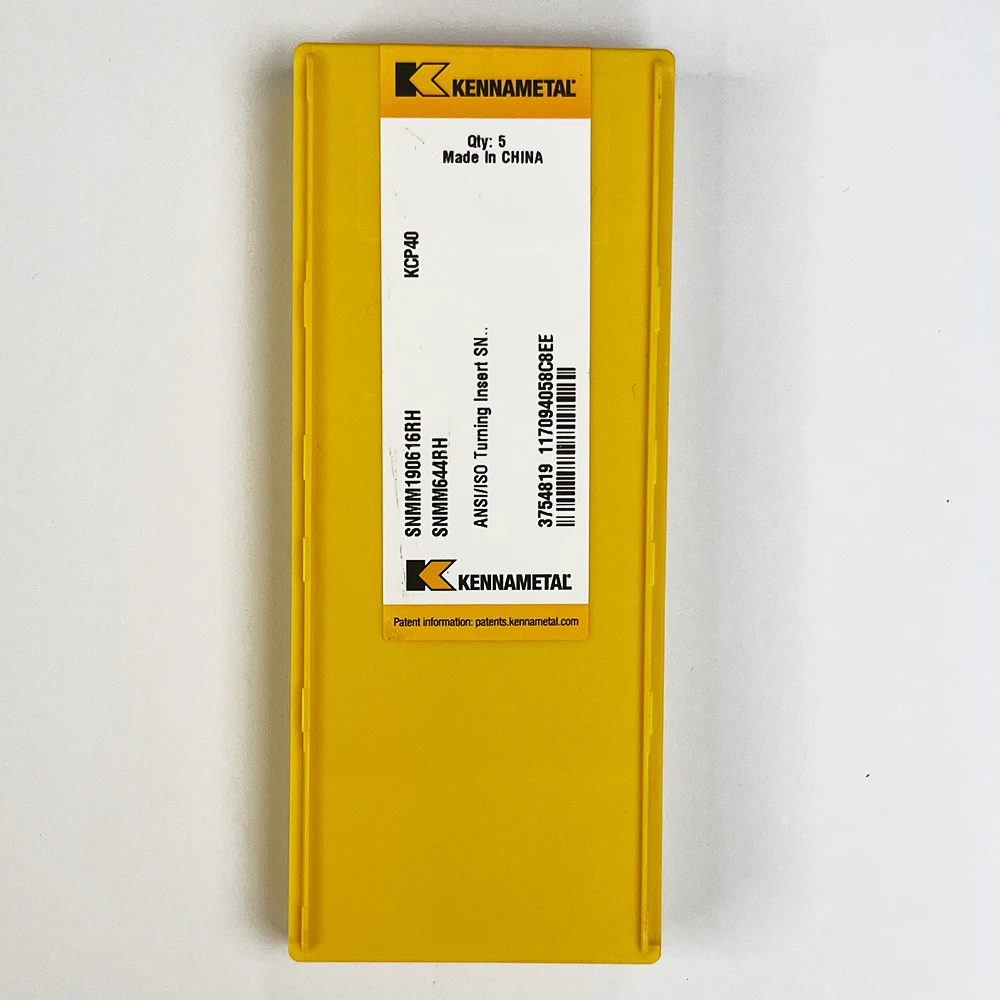 KENNAMETAL
Qty: 5
Made In CHINA
SNMM190616RH KCP40
SNMM644RH
ANSI/ISO Turning Insert SN..
3754819 117094058C8EE
KENNAMETAL
Patent information: patents.kennametal.com